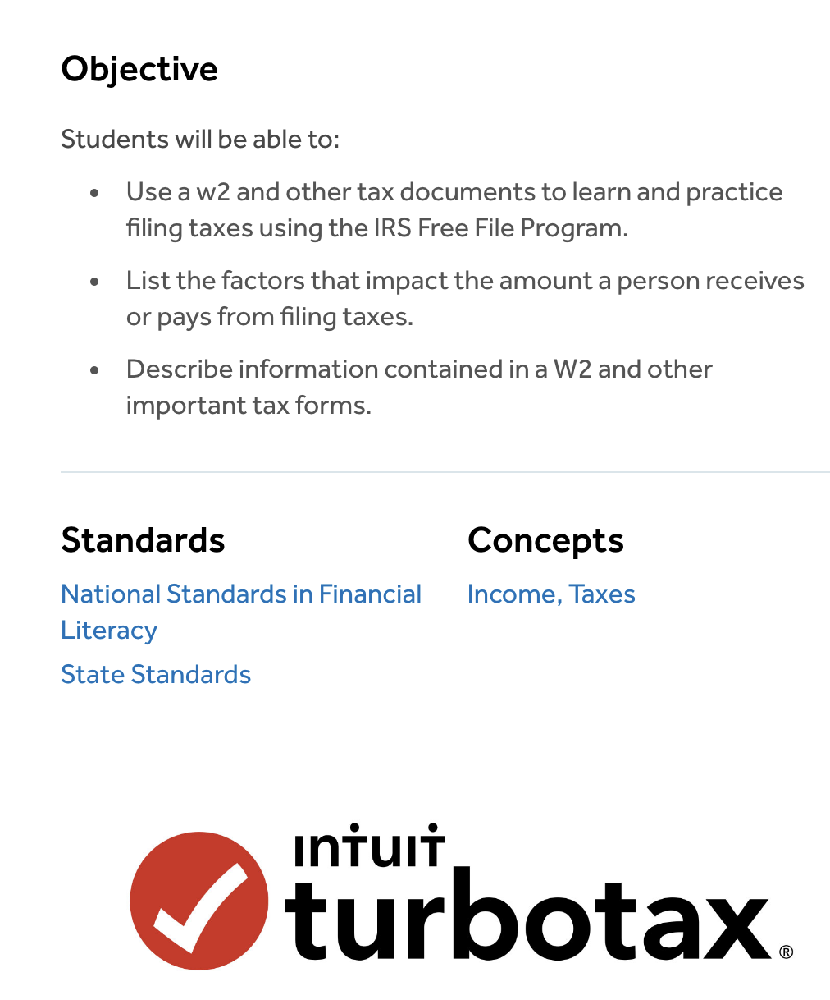 Objective
Students will be able to:
• Use a w2 and other tax documents to learn and practice
filing taxes using the IRS Free File Program.
• List the factors that impact the amount a person receives
or pays from filing taxes.
• Describe information contained in a W2 and other
important tax forms.
Standards
National Standards in Financial
Literacy
State Standards
Concepts
Income, Taxes
intuit
turbotax®